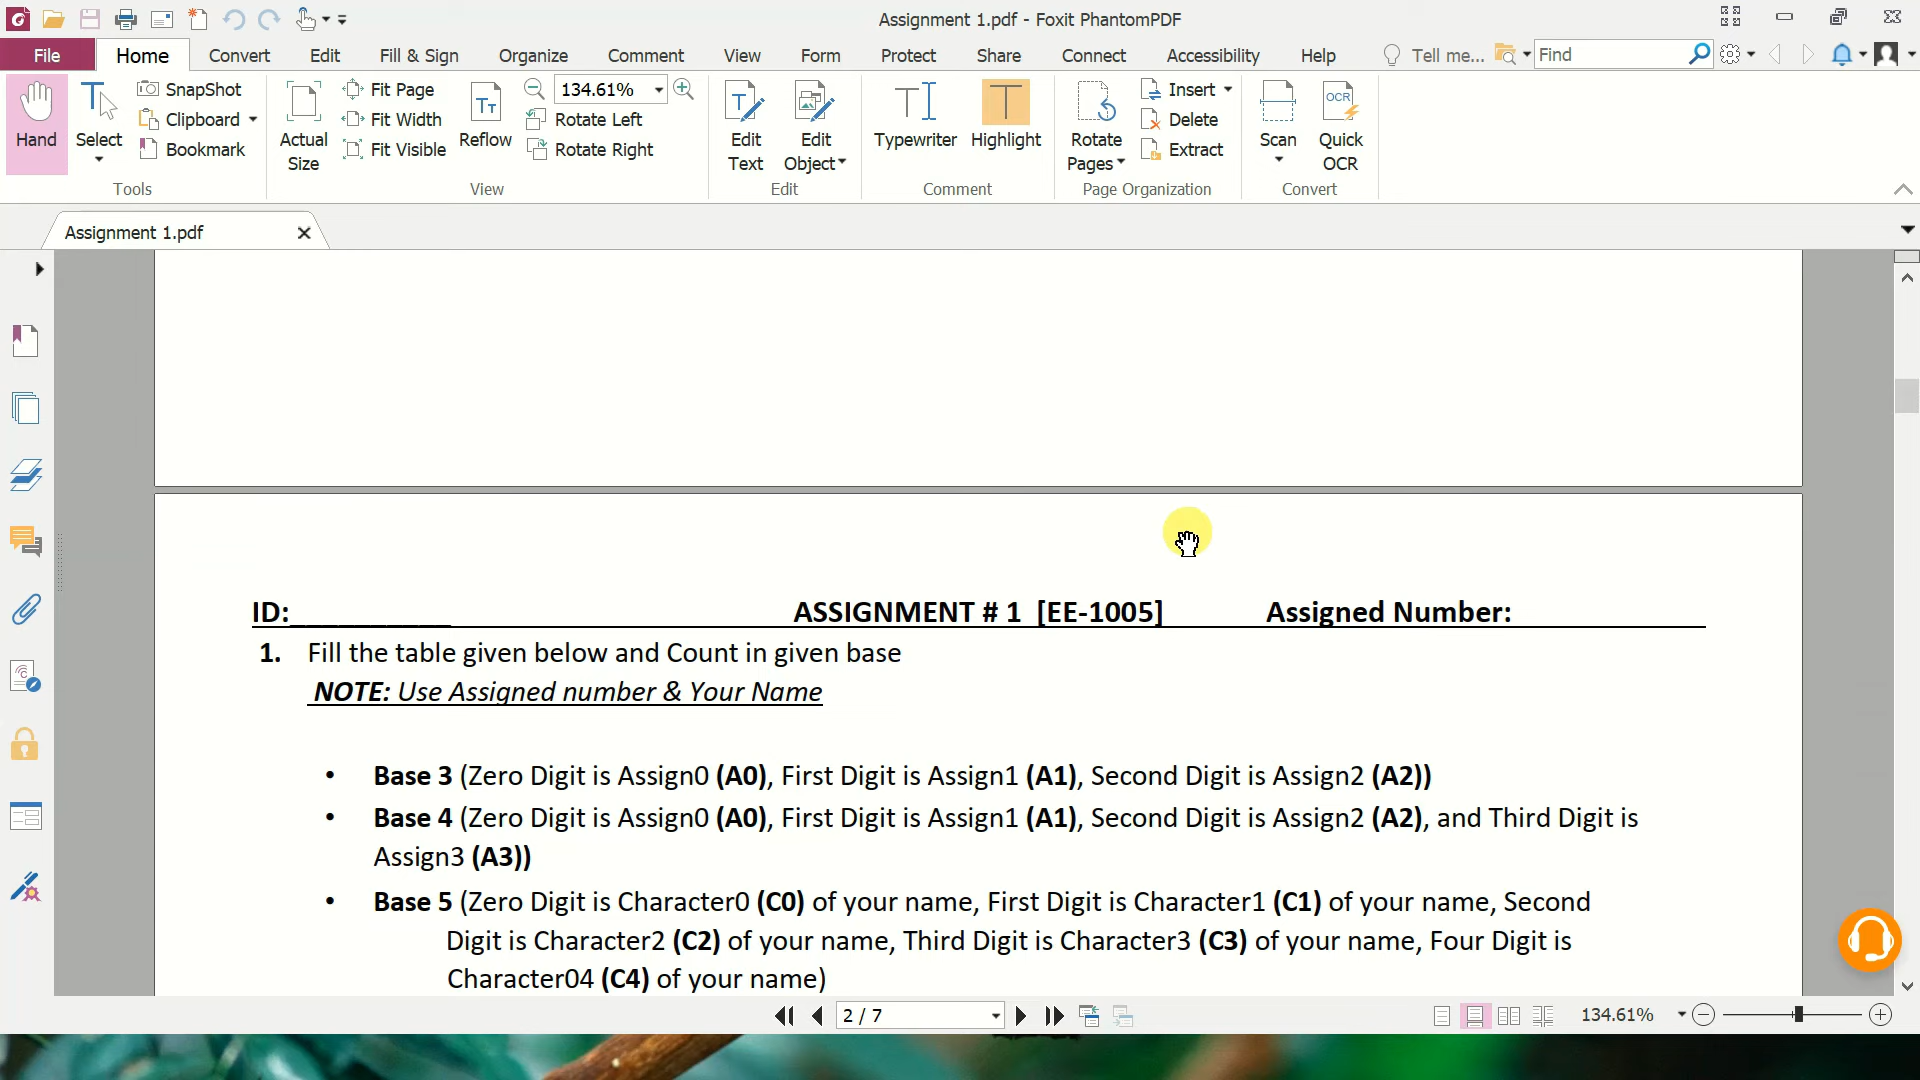 Assignment 1.pdf - Foxit PhantomPDF
File Home Convert Edit Fill & Sign Organize Comment View Form Protect Share Connect Accessibility Help Tell me... Find
Hand
Select
SnapShot
Clipboard
Bookmark
Tools
Actual
Size
Fit Page
Fit Width
Fit Visible
Reflow
134.61%
Rotate Left
Rotate Right
View
Edit
Text
Edit
Object
Edit
Typewriter
Highlight
Comment
Rotate
Pages
Insert
Delete
Extract
Page Organization
Scan
Quick
OCR
Convert
Assignment 1.pdf
ID:___________ ASSIGNMENT # 1 [EE-1005] Assigned Number:
1. Fill the table given below and Count in given base
NOTE: Use Assigned number & Your Name
• Base 3 (Zero Digit is Assign0 (A0), First Digit is Assign1 (A1), Second Digit is Assign2 (A2))
• Base 4 (Zero Digit is Assign0 (A0), First Digit is Assign1 (A1), Second Digit is Assign2 (A2), and Third Digit is
Assign3 (A3))
• Base 5 (Zero Digit is Character0 (C0) of your name, First Digit is Character1 (C1) of your name, Second
Digit is Character2 (C2) of your name, Third Digit is Character3 (C3) of your name, Four Digit is
Character04 (C4) of your name)
2 / 7
134.61%